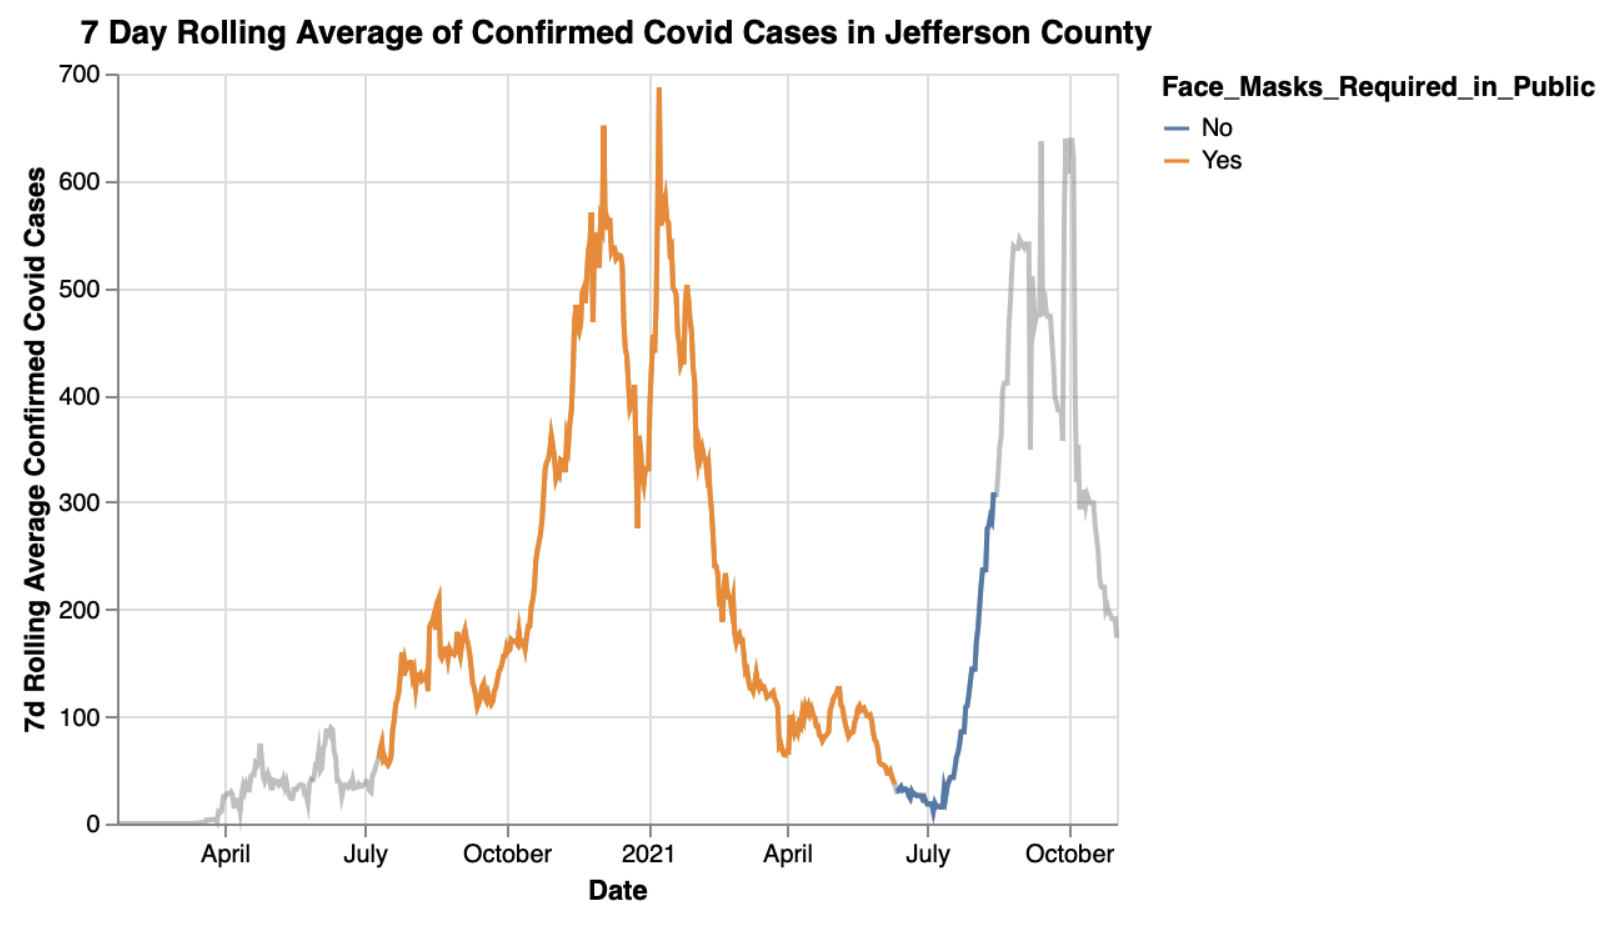 7 Day Rolling Average of Confirmed Covid Cases in Jefferson County
7d Rolling Average Confirmed Covid Cases
700
600
500
400
300
200
100
0
April July October 2021 April July October
Date
Face_Masks_Required_in_Public
No
Yes